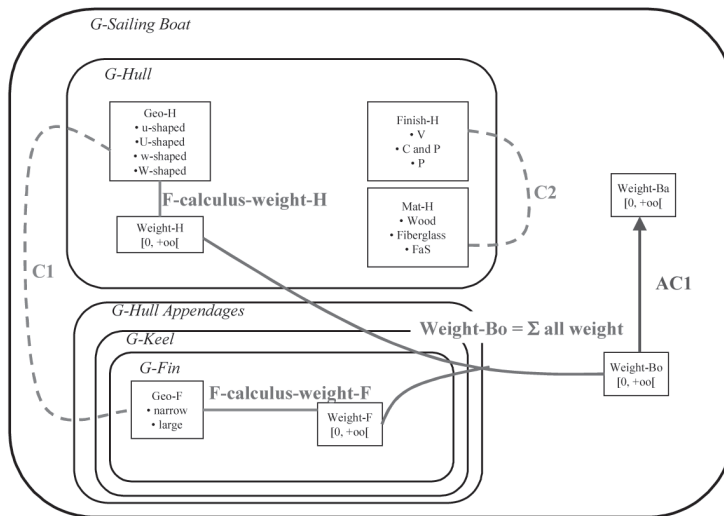 G-Sailing Boat
G-Hull
Geo-H
• u-shaped
•U-shaped
• w-shaped
•W-shaped
Finish-H
• V
• C and P
• P
F-calculus-weight-H
Weight-H
[0, +oo[
Mat-H
• Wood
• Fiberglass
• FaS
C2
Weight-Ba
[0, +oo[
C1
AC1
G-Hull Appendages
Weight-Bo = Σ all weight
G-Keel
G-Fin
Geo-F
• narrow
• large
F-calculus-weight-F
Weight-F
[0, +oo[
Weight-Bo
[0, +oo[